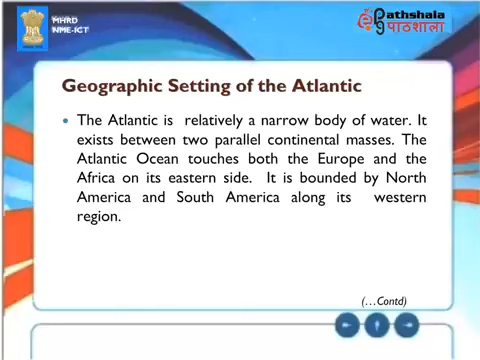 MHRD
NME-ICT
ePathshala
पाठशाला
Geographic Setting of the Atlantic
• The Atlantic is relatively a narrow body of water. It
exists between two parallel continental masses. The
Atlantic Ocean touches both the Europe and the
Africa on its eastern side. It is bounded by North
America and South America along its western
region.
(…Contd)